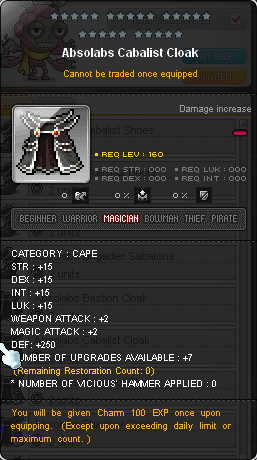 Absolabs Cabalist Cloak
Cannot be traded once equipped
Damage increase
• REQ LEV : 160
• REQ STR : 000 • REQ LUK : 000
• REQ DEX : 000 • REQ INT : 000
0 0 % 0 %
BEGINNER WARRIOR MAGICIAN BOWMAN THIEF PIRATE
CATEGORY : CAPE
STR : +15
DEX : +15
INT : +15
LUK : +15
WEAPON ATTACK : +2
MAGIC ATTACK : +2
DEF: +250
NUMBER OF UPGRADES AVAILABLE : +7
(Remaining Restoration Count: 0)
* NUMBER OF VICIOUS' HAMMER APPLIED : 0
You will be given Charm 100 EXP once upon
equipping. (Except upon exceeding daily limit or
maximum count. )